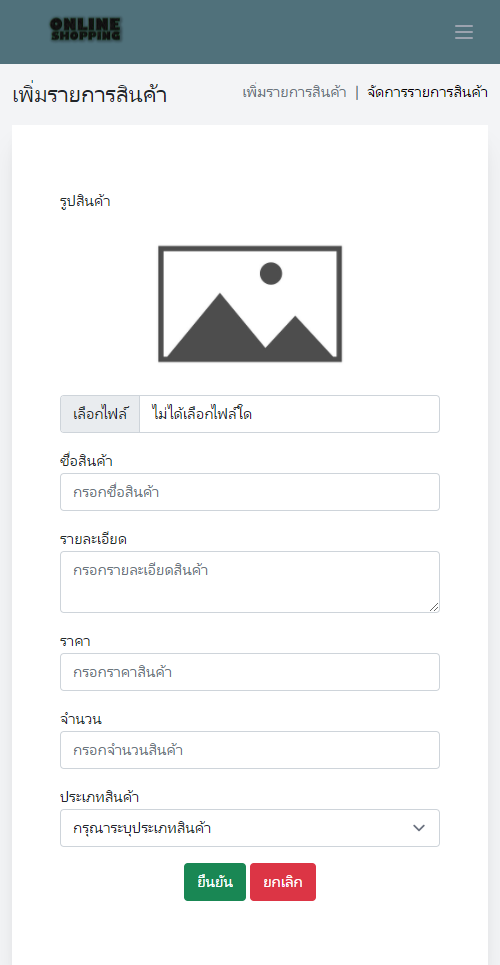 ONLINE
SHOPPING
เพิ่มรายการสินค้า
เพิ่มรายการสินค้า | จัดการรายการสินค้า
รูปสินค้า
เลือกไฟล์ ไม่ได้เลือกไฟล์ใด
ชื่อสินค้า
กรอกชื่อสินค้า
รายละเอียด
กรอกรายละเอียดสินค้า
ราคา
กรอกราคาสินค้า
จำนวน
กรอกจำนวนสินค้า
ประเภทสินค้า
กรุณาระบุประเภทสินค้า
ยืนยัน ยกเลิก